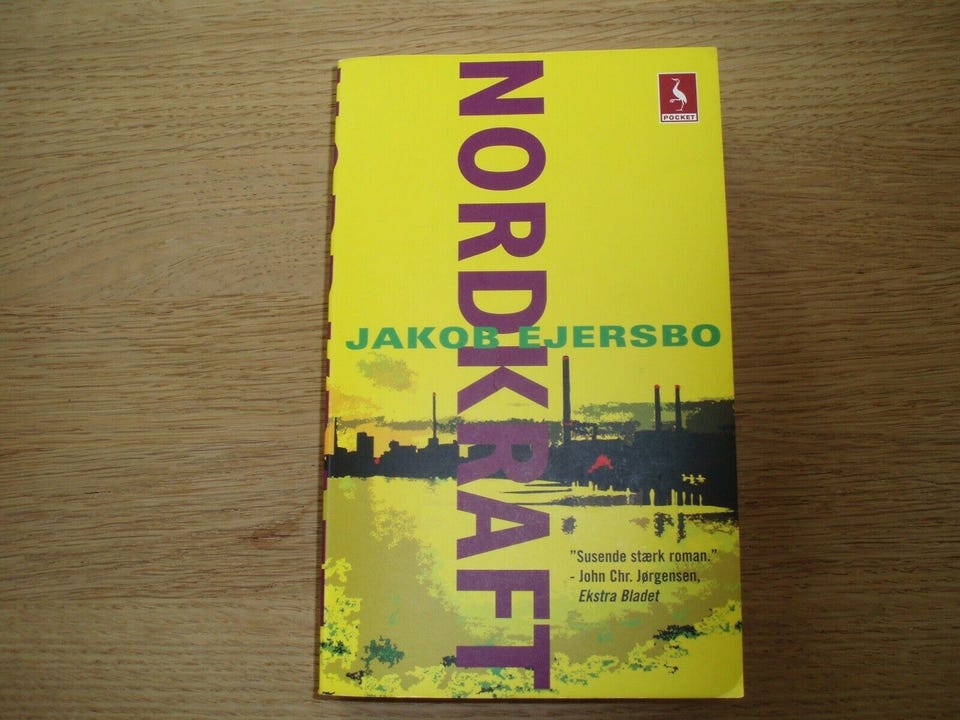 POCKET
NORDKRAFT
JAKOB EJERSBO
”Susende stærk roman.”
- John Chr. Jørgensen,
Ekstra Bladet